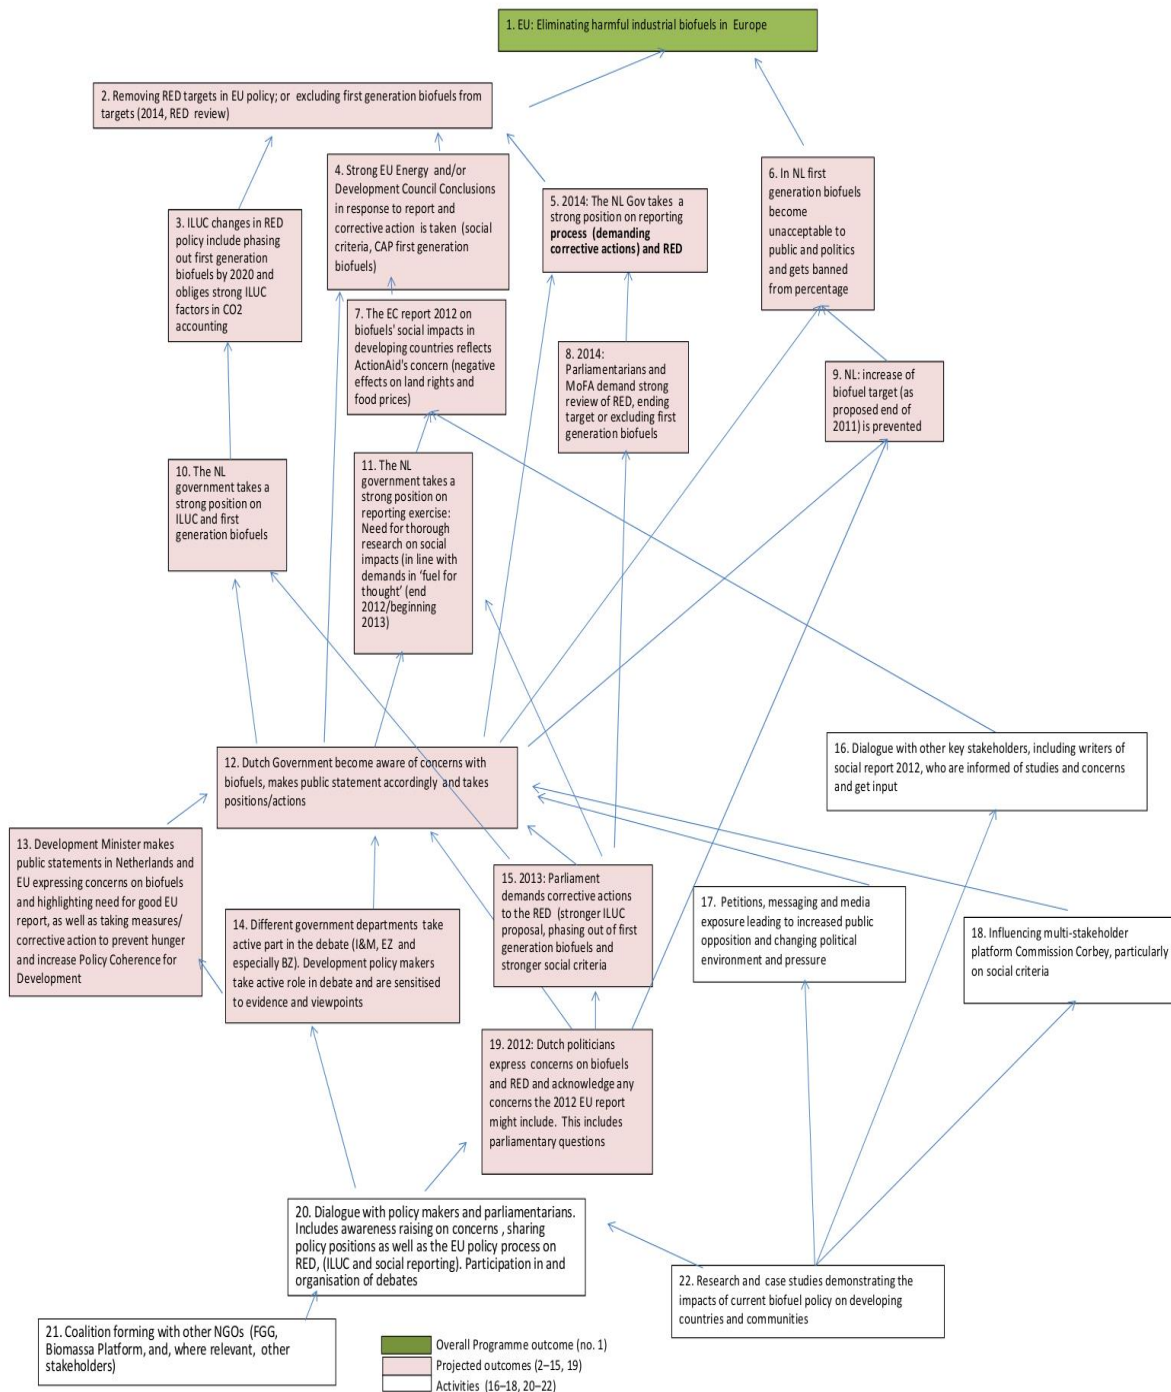 1. EU: Eliminating harmful industrial biofuels in Europe
2. Removing RED targets in EU policy; or excluding first generation biofuels from
targets (2014, RED review)
3. ILUC changes in RED
policy include phasing
out first generation
biofuels by 2020 and
obliges strong ILUC
factors in CO2
accounting
4. Strong EU Energy and/or
Development Council Conclusions
in response to report and
corrective action is taken (social
criteria, CAP first generation
biofuels)
5. 2014: The NL Gov takes a
strong position on reporting
process (demanding
corrective actions) and RED
6. In NL first
generation biofuels
become
unacceptable to
public and politics
and gets banned
from percentage
7. The EC report 2012 on
biofuels' social impacts in
developing countries reflects
ActionAid's concern (negative
effects on land rights and
food prices)
8. 2014:
Parliamentarians and
MoFA demand strong
review of RED, ending
target or excluding first
generation biofuels
9. NL: increase of
biofuel target (as
proposed end of
2011) is prevented
10. The NL
government takes a
strong position on
ILUC and first
generation biofuels
11. The NL
government takes a
strong position on
reporting exercise:
Need for thorough
research on social
impacts (in line with
demands in ‘fuel for
thought’ (end
2012/beginning
2013)
12. Dutch Government become aware of concerns with
biofuels, makes public statement accordingly and takes
positions/actions
13. Development Minister makes
public statements in Netherlands and
EU expressing concerns on biofuels
and highlighting need for good EU
report, as well as taking measures/
corrective action to prevent hunger
and increase Policy Coherence for
Development
14. Different government departments take
active part in the debate (I&M, EZ and
especially BZ). Development policy makers
take active role in debate and are sensitised
to evidence and viewpoints
15. 2013: Parliament
demands corrective actions
to the RED (stronger ILUC
proposal, phasing out of first
generation biofuels and
stronger social criteria
16. Dialogue with other key stakeholders, including writers of
social report 2012, who are informed of studies and concerns
and get input
17. Petitions, messaging and media
exposure leading to increased public
opposition and changing political
environment and pressure
18. Influencing multi-stakeholder
platform Commission Corbey, particularly
on social criteria
19. 2012: Dutch politicians
express concerns on biofuels
and RED and acknowledge any
concerns the 2012 EU report
might include. This includes
parliamentary questions
20. Dialogue with policy makers and parliamentarians.
Includes awareness raising on concerns , sharing
policy positions as well as the EU policy process on
RED, (ILUC and social reporting). Participation in and
organisation of debates
21. Coalition forming with other NGOs (FGG,
Biomassa Platform, and, where relevant, other
stakeholders)
22. Research and case studies demonstrating the
impacts of current biofuel policy on developing
countries and communities
Overall Programme outcome (no. 1)
Projected outcomes (2–15, 19)
Activities (16–18, 20–22)